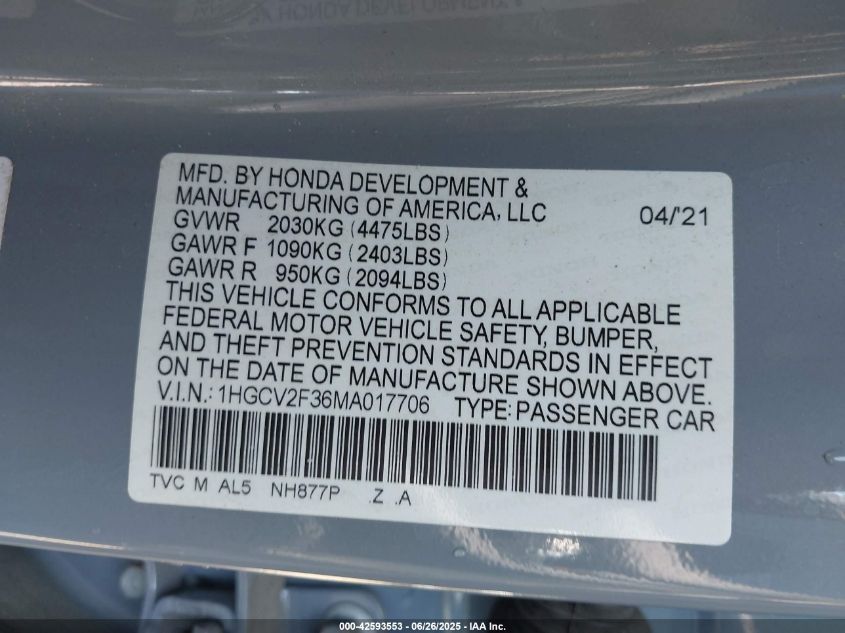 MFD. BY HONDA DEVELOPMENT &
MANUFACTURING OF AMERICA, LLC 04/'21
GVWR 2030KG (4475LBS)
GAWR F 1090KG (2403LBS)
GAWR R 950KG (2094LBS)
THIS VEHICLE CONFORMS TO ALL APPLICABLE
FEDERAL MOTOR VEHICLE SAFETY, BUMPER,
AND THEFT PREVENTION STANDARDS IN EFFECT
ON THE DATE OF MANUFACTURE SHOWN ABOVE.
V.I.N.: 1HGCV2F36MA017706 TYPE: PASSENGER CAR
TVC M AL5 NH877P .Z .A
000-42593553 - 06/26/2025 - IAA Inc.